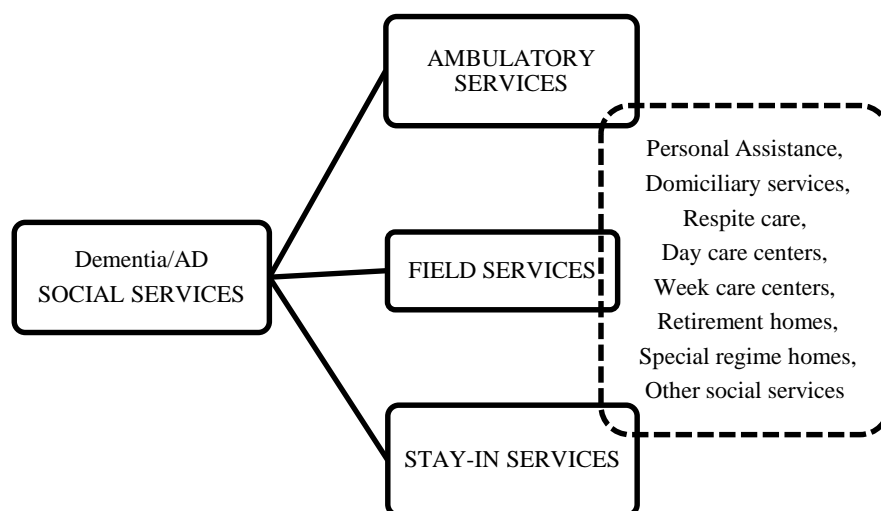 AMBULATORY
SERVICES
Dementia/AD
SOCIAL SERVICES
FIELD SERVICES
STAY-IN SERVICES
Personal Assistance,
Domiciliary services,
Respite care,
Day care centers,
Week care centers,
Retirement homes,
Special regime homes,
Other social services